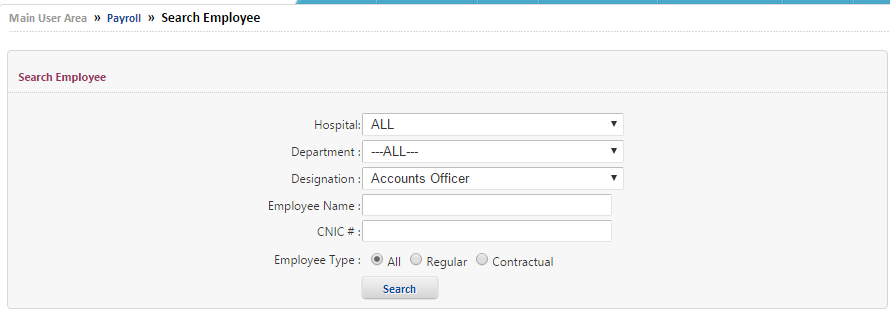 Main User Area » Payroll » Search Employee
Search Employee
Hospital: ALL
Department : ---ALL---
Designation : Accounts Officer
Employee Name :
CNIC # :
Employee Type : All Regular Contractual
Search